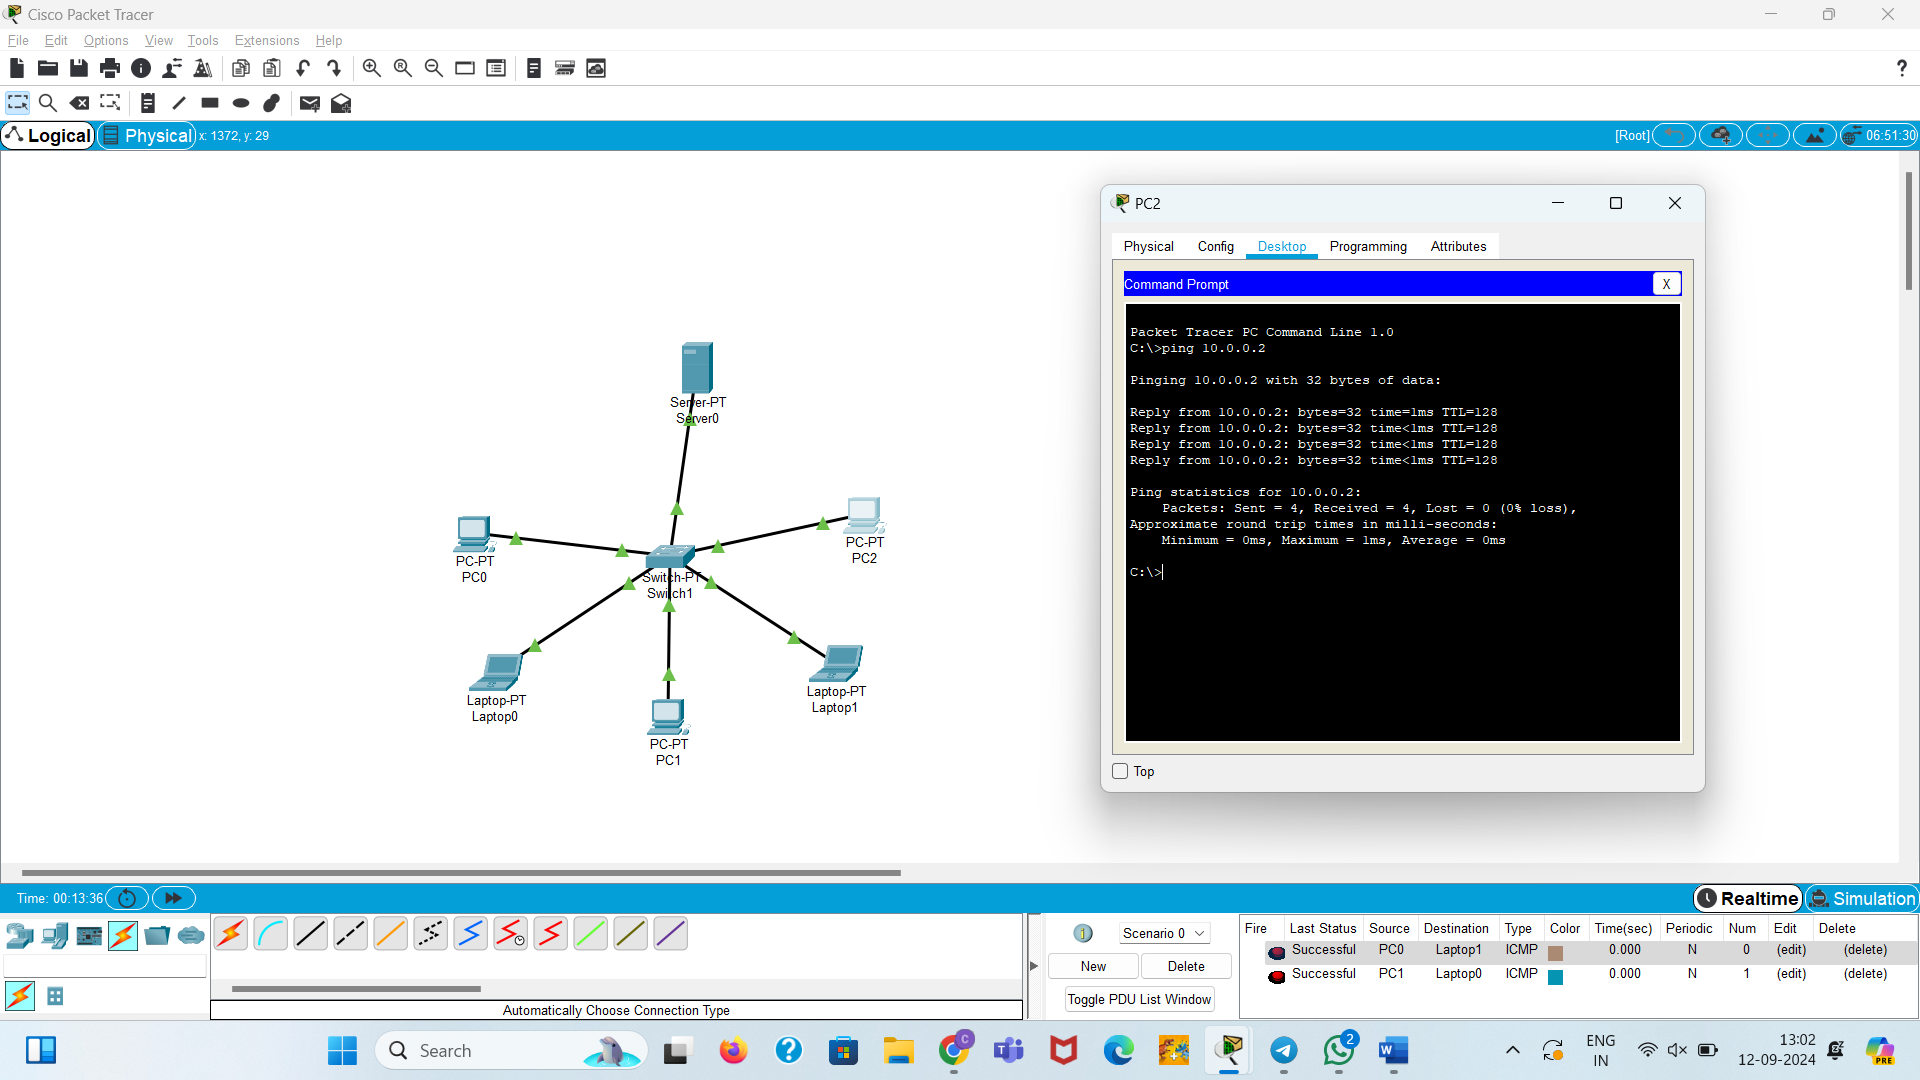 Cisco Packet Tracer
File Edit Options View Tools Extensions Help
?
Logical Physical x: 1372, y: 29
[Root] 06:51:30
PC2
Physical Config Desktop Programming Attributes
Command Prompt X
Packet Tracer PC Command Line 1.0
C:\>ping 10.0.0.2
Pinging 10.0.0.2 with 32 bytes of data:
Reply from 10.0.0.2: bytes=32 time=1ms TTL=128
Reply from 10.0.0.2: bytes=32 time<1ms TTL=128
Reply from 10.0.0.2: bytes=32 time<1ms TTL=128
Reply from 10.0.0.2: bytes=32 time<1ms TTL=128
Ping statistics for 10.0.0.2:
Packets: Sent = 4, Received = 4, Lost = 0 (0% loss),
Approximate round trip times in milli-seconds:
Minimum = 0ms, Maximum = 1ms, Average = 0ms
C:\>
Top
Server-PT
Server0
PC-PT
PC0
PC-PT
PC2
Switch-PT
Switch1
Laptop-PT
Laptop0
PC-PT
PC1
Laptop-PT
Laptop1
Time: 00:13:36
Realtime Simulation
Automatically Choose Connection Type
Scenario 0
New Delete
Toggle PDU List Window
Fire Last Status Source Destination Type Color Time(sec) Periodic Num Edit Delete
Successful PC0 Laptop1 ICMP 0.000 N 0 (edit) (delete)
Successful PC1 Laptop0 ICMP 0.000 N 1 (edit) (delete)
Search
C
2
PRE
ENG
IN
13:02
12-09-2024